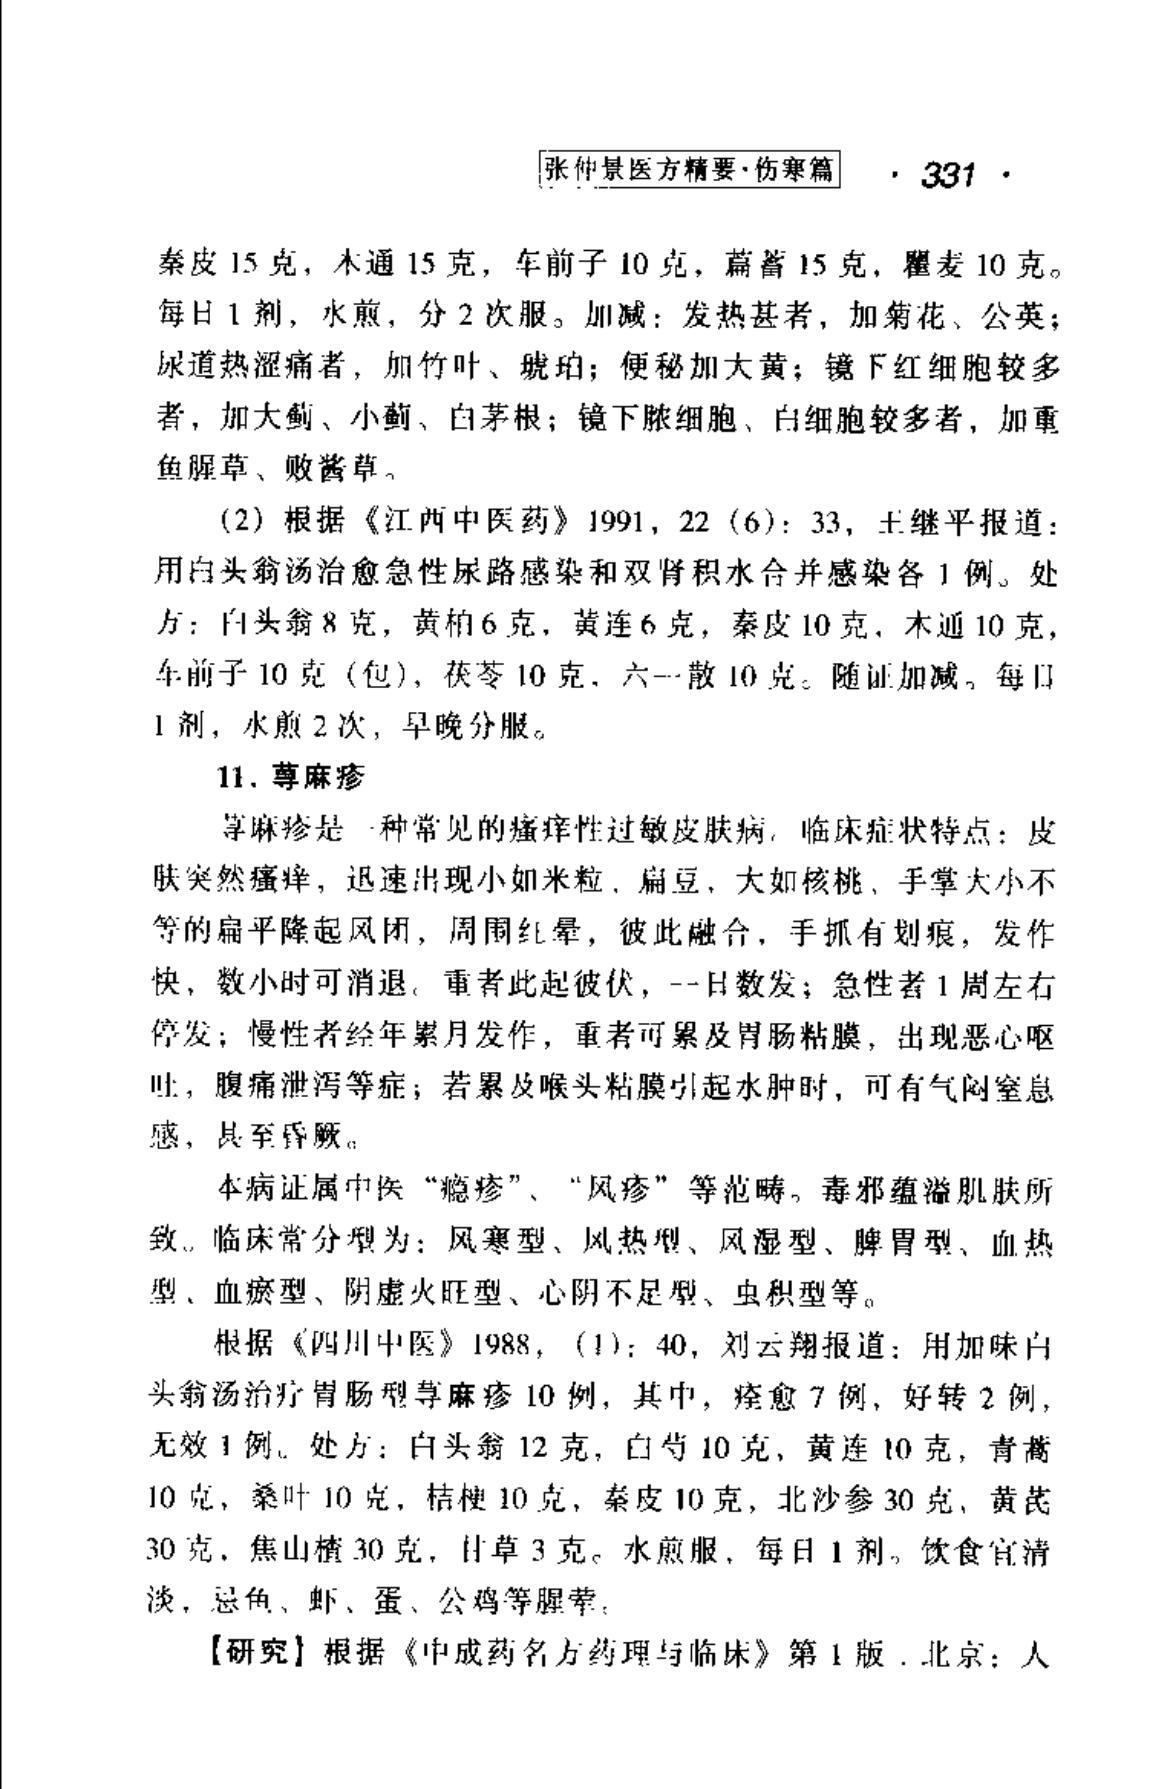 张仲景医方精要·伤寒篇 · 331 ·
秦皮 15 克，木通 15 克，车前子 10 克，萹蓄 15 克，瞿麦 10 克。
每日 1 剂，水煎，分 2 次服。加减：发热甚者，加菊花、公英；
尿道热涩痛者，加竹叶、琥珀；便秘加大黄；镜下红细胞较多
者，加大蓟、小蓟、白茅根；镜下脓细胞、白细胞较多者，加重
鱼腥草、败酱草。
(2) 根据《江西中医药》1991，22（6）：33，王继平报道：
用白头翁汤治愈急性尿路感染和双肾积水合并感染各 1 例。处
方：白头翁 8 克，黄柏 6 克，黄连 6 克，秦皮 10 克，木通 10 克，
车前子 10 克（包），茯苓 10 克，六一散 10 克。随证加减。每日
1 剂，水煎 2 次，早晚分服。
11. 荨麻疹
荨麻疹是一种常见的瘙痒性过敏皮肤病。临床症状特点：皮
肤突然瘙痒，迅速出现小如米粒、扁豆，大如核桃、手掌大小不
等的扁平隆起风团，周围红晕，彼此融合，手抓有划痕，发作
快，数小时可消退。重者此起彼伏，一日数发；急性者 1 周左右
停发；慢性者经年累月发作，重者可累及胃肠粘膜，出现恶心呕
吐，腹痛泄泻等症；若累及喉头粘膜引起水肿时，可有气闷窒息
感，甚至昏厥。
本病证属中医“瘾疹”、“风疹”等范畴。毒邪蕴溢肌肤所
致。临床常分型为：风寒型、风热型、风湿型、脾胃型、血热
型、血瘀型、阴虚火旺型、心阴不足型、虫积型等。
根据《四川中医》1988，（1）：40，刘云翔报道：用加味白
头翁汤治疗胃肠型荨麻疹 10 例，其中，痊愈 7 例，好转 2 例，
无效 1 例。处方：白头翁 12 克，白芍 10 克，黄连 10 克，青蒿
10 克，桑叶 10 克，桔梗 10 克，秦皮 10 克，北沙参 30 克，黄芪
30 克，焦山楂 30 克，甘草 3 克。水煎服，每日 1 剂。饮食宜清
淡，忌鱼、虾、蛋、公鸡等腥荤。
【研究】根据《中成药名方药理与临床》第 1 版．北京：人